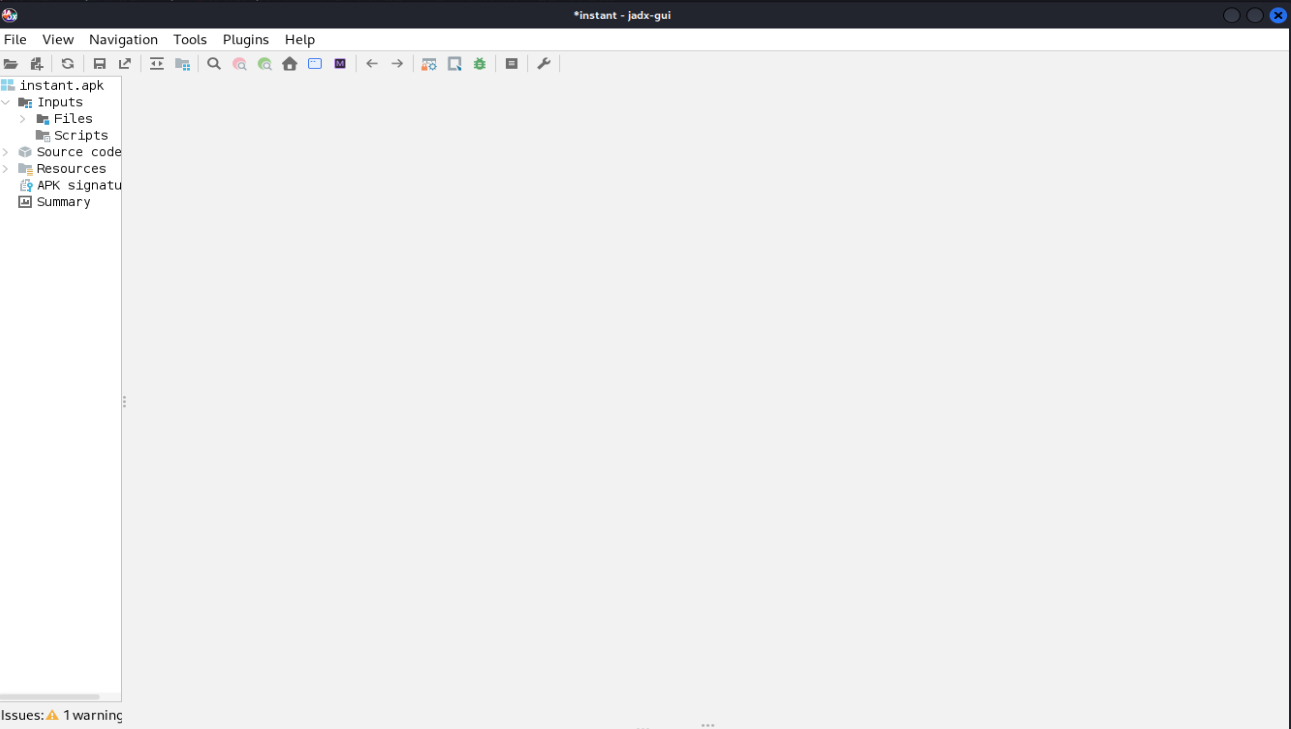 *instant - jadx-gui
File View Navigation Tools Plugins Help
instant.apk
Inputs
Files
Scripts
Source code
Resources
APK signatu
Summary
Issues: 1 warning